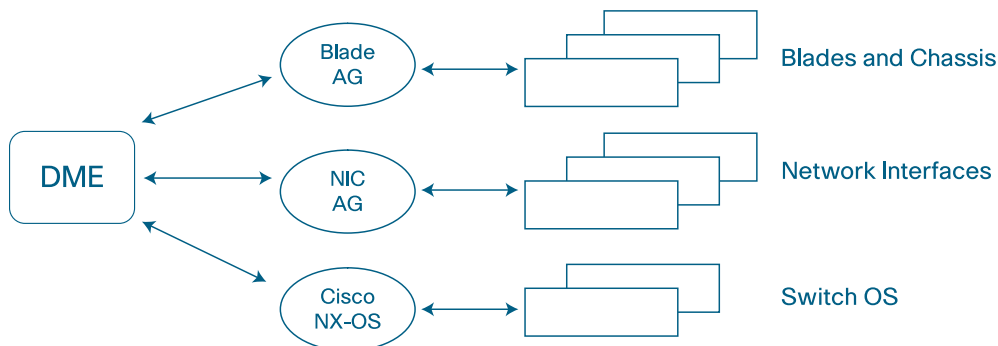 DME
Blade
AG
Blades and Chassis
NIC
AG
Network Interfaces
Cisco
NX-OS
Switch OS